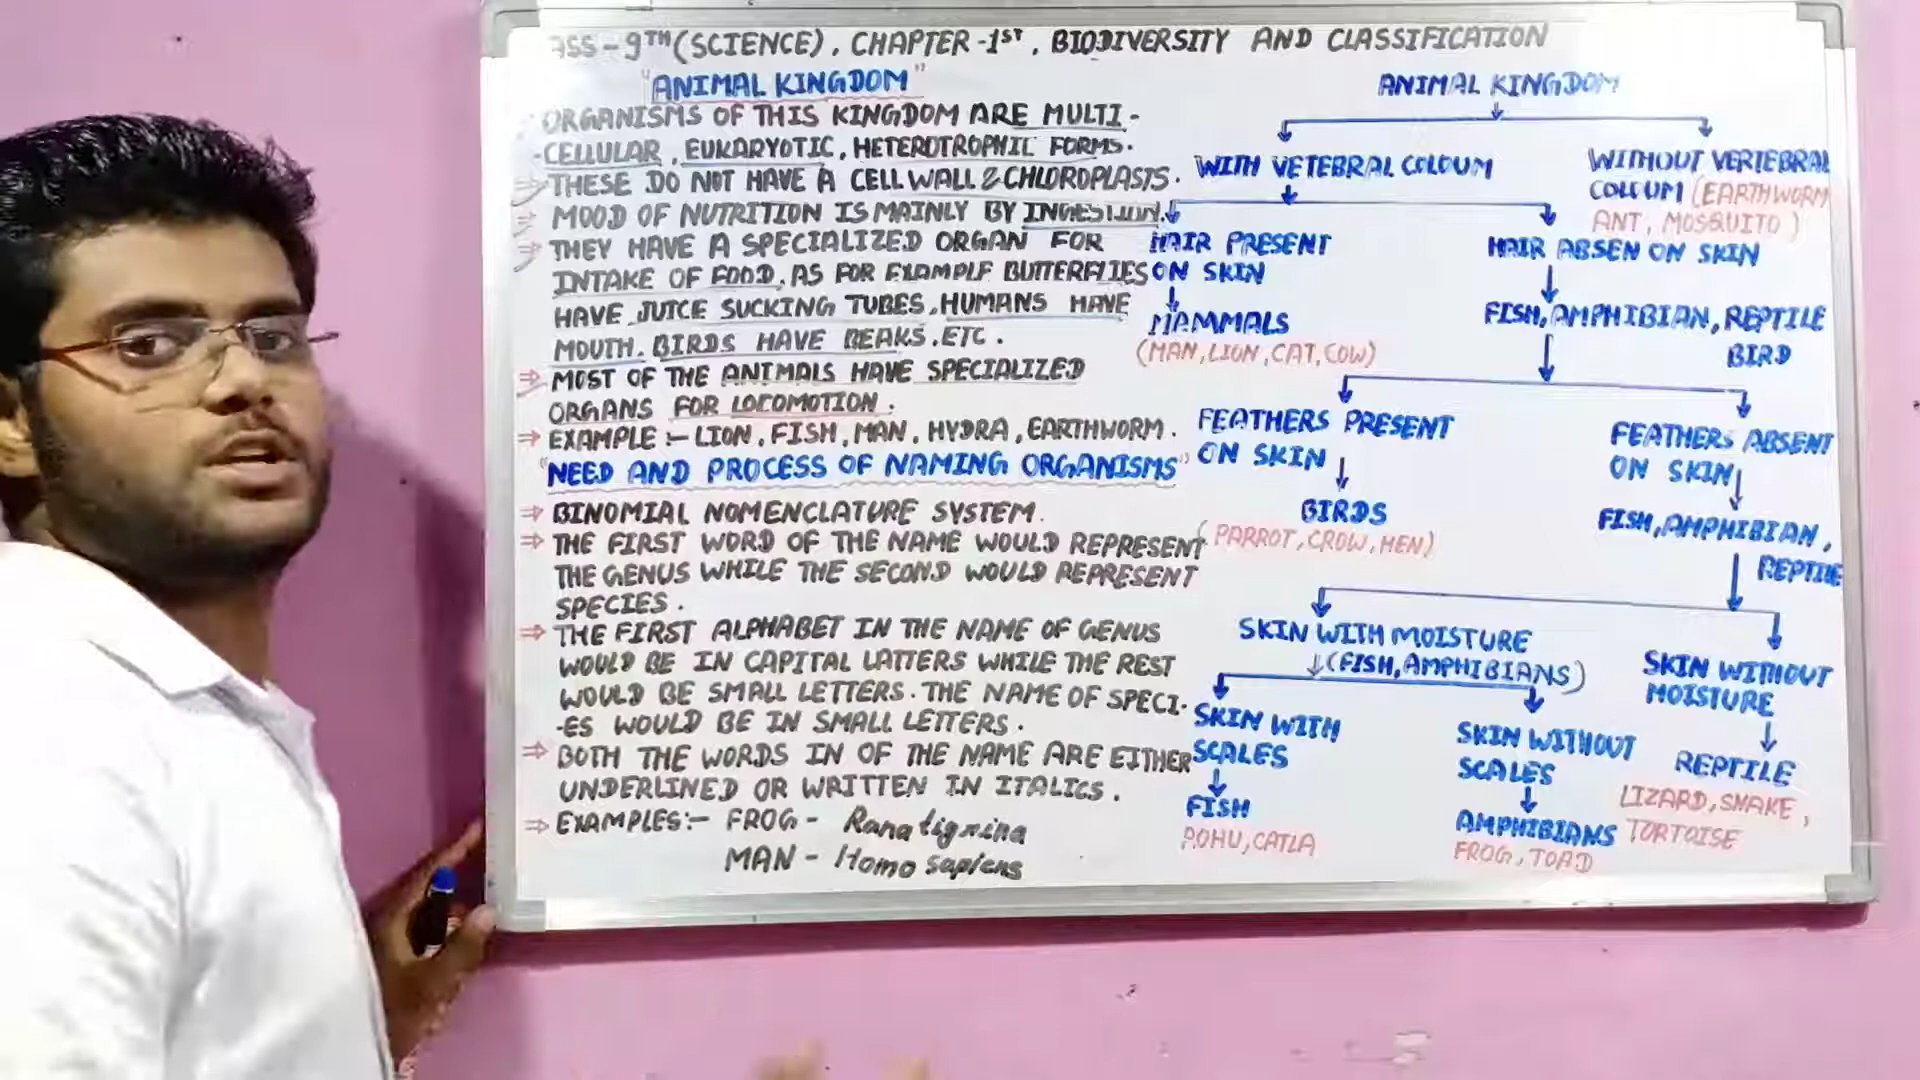 ASS-9TH (SCIENCE), CHAPTER-1ST, BIODIVERSITY AND CLASSIFICATION
"ANIMAL KINGDOM"
ORGANISMS OF THIS KINGDOM ARE MULTI-
-CELLULAR, EUKARYOTIC, HETEROTROPHIC FORMS.
⇒ THESE DO NOT HAVE A CELL WALL & CHLOROPLASTS.
⇒ MOOD OF NUTRITION IS MAINLY BY INGESTION.
⇒ THEY HAVE A SPECIALIZED ORGAN FOR
INTAKE OF FOOD, AS FOR EXAMPLE BUTTERFLIES
HAVE JUICE SUCKING TUBES, HUMANS HAVE
MOUTH. BIRDS HAVE BEAKS. ETC.
⇒ MOST OF THE ANIMALS HAVE SPECIALIZED
ORGANS FOR LOCOMOTION.
⇒ EXAMPLE :- LION, FISH, MAN, HYDRA, EARTHWORM.
"NEED AND PROCESS OF NAMING ORGANISMS"
⇒ BINOMIAL NOMENCLATURE SYSTEM.
⇒ THE FIRST WORD OF THE NAME WOULD REPRESENT
THE GENUS WHILE THE SECOND WOULD REPRESENT
SPECIES.
⇒ THE FIRST ALPHABET IN THE NAME OF GENUS
WOULD BE IN CAPITAL LATTERS WHILE THE REST
WOULD BE SMALL LETTERS. THE NAME OF SPECI-
-ES WOULD BE IN SMALL LETTERS.
⇒ BOTH THE WORDS IN OF THE NAME ARE EITHER
UNDERLINED OR WRITTEN IN ITALICS.
⇒ EXAMPLES:- FROG - Rana tigrina
MAN - Homo sapiens
ANIMAL KINGDOM
WITH VETEBRAL COLOUM
WITHOUT VERTEBRAL
COLOUM (EARTHWORM
ANT, MOSQUITO)
HAIR PRESENT
ON SKIN
HAIR ABSEN ON SKIN
MAMMALS
(MAN, LION, CAT, COW)
FISH, AMPHIBIAN, REPTILE
BIRD
FEATHERS PRESENT
ON SKIN
FEATHERS ABSENT
ON SKIN
BIRDS
(PARROT, CROW, HEN)
FISH, AMPHIBIAN,
REPTILE
SKIN WITH MOISTURE
(FISH, AMPHIBIANS)
SKIN WITHOUT
MOISTURE
SKIN WITH
SCALES
SKIN WITHOUT
SCALES
REPTILE
LIZARD, SNAKE,
TORTOISE
FISH
ROHU, CATLA
AMPHIBIANS
FROG, TOAD